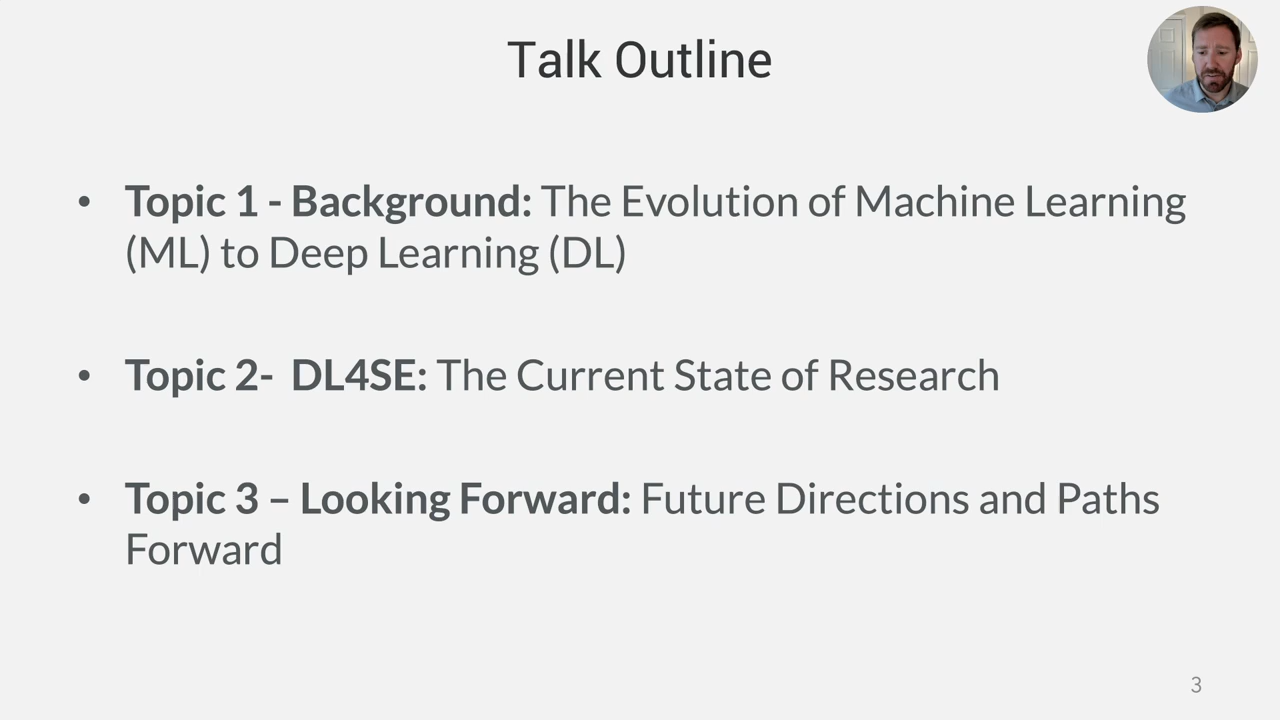 Talk Outline
• Topic 1 - Background: The Evolution of Machine Learning
(ML) to Deep Learning (DL)
• Topic 2-  DL4SE: The Current State of Research
• Topic 3 – Looking Forward: Future Directions and Paths
Forward
3